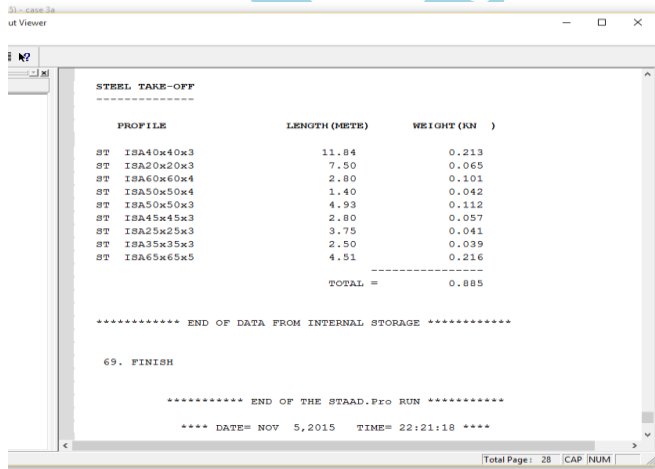 5) - case 3a
ut Viewer
STEEL TAKE-OFF
--------------
PROFILE LENGTH(METE) WEIGHT(KN )
ST ISA40x40x3 11.84 0.213
ST ISA20x20x3 7.50 0.065
ST ISA60x60x4 2.80 0.101
ST ISA50x50x4 1.40 0.042
ST ISA50x50x3 4.93 0.112
ST ISA45x45x3 2.80 0.057
ST ISA25x25x3 3.75 0.041
ST ISA35x35x3 2.50 0.039
ST ISA65x65x5 4.51 0.216
----------------
TOTAL = 0.885
************ END OF DATA FROM INTERNAL STORAGE ************
69. FINISH
*********** END OF THE STAAD.Pro RUN ***********
**** DATE= NOV 5,2015 TIME= 22:21:18 ****
Total Page: 28 CAP NUM